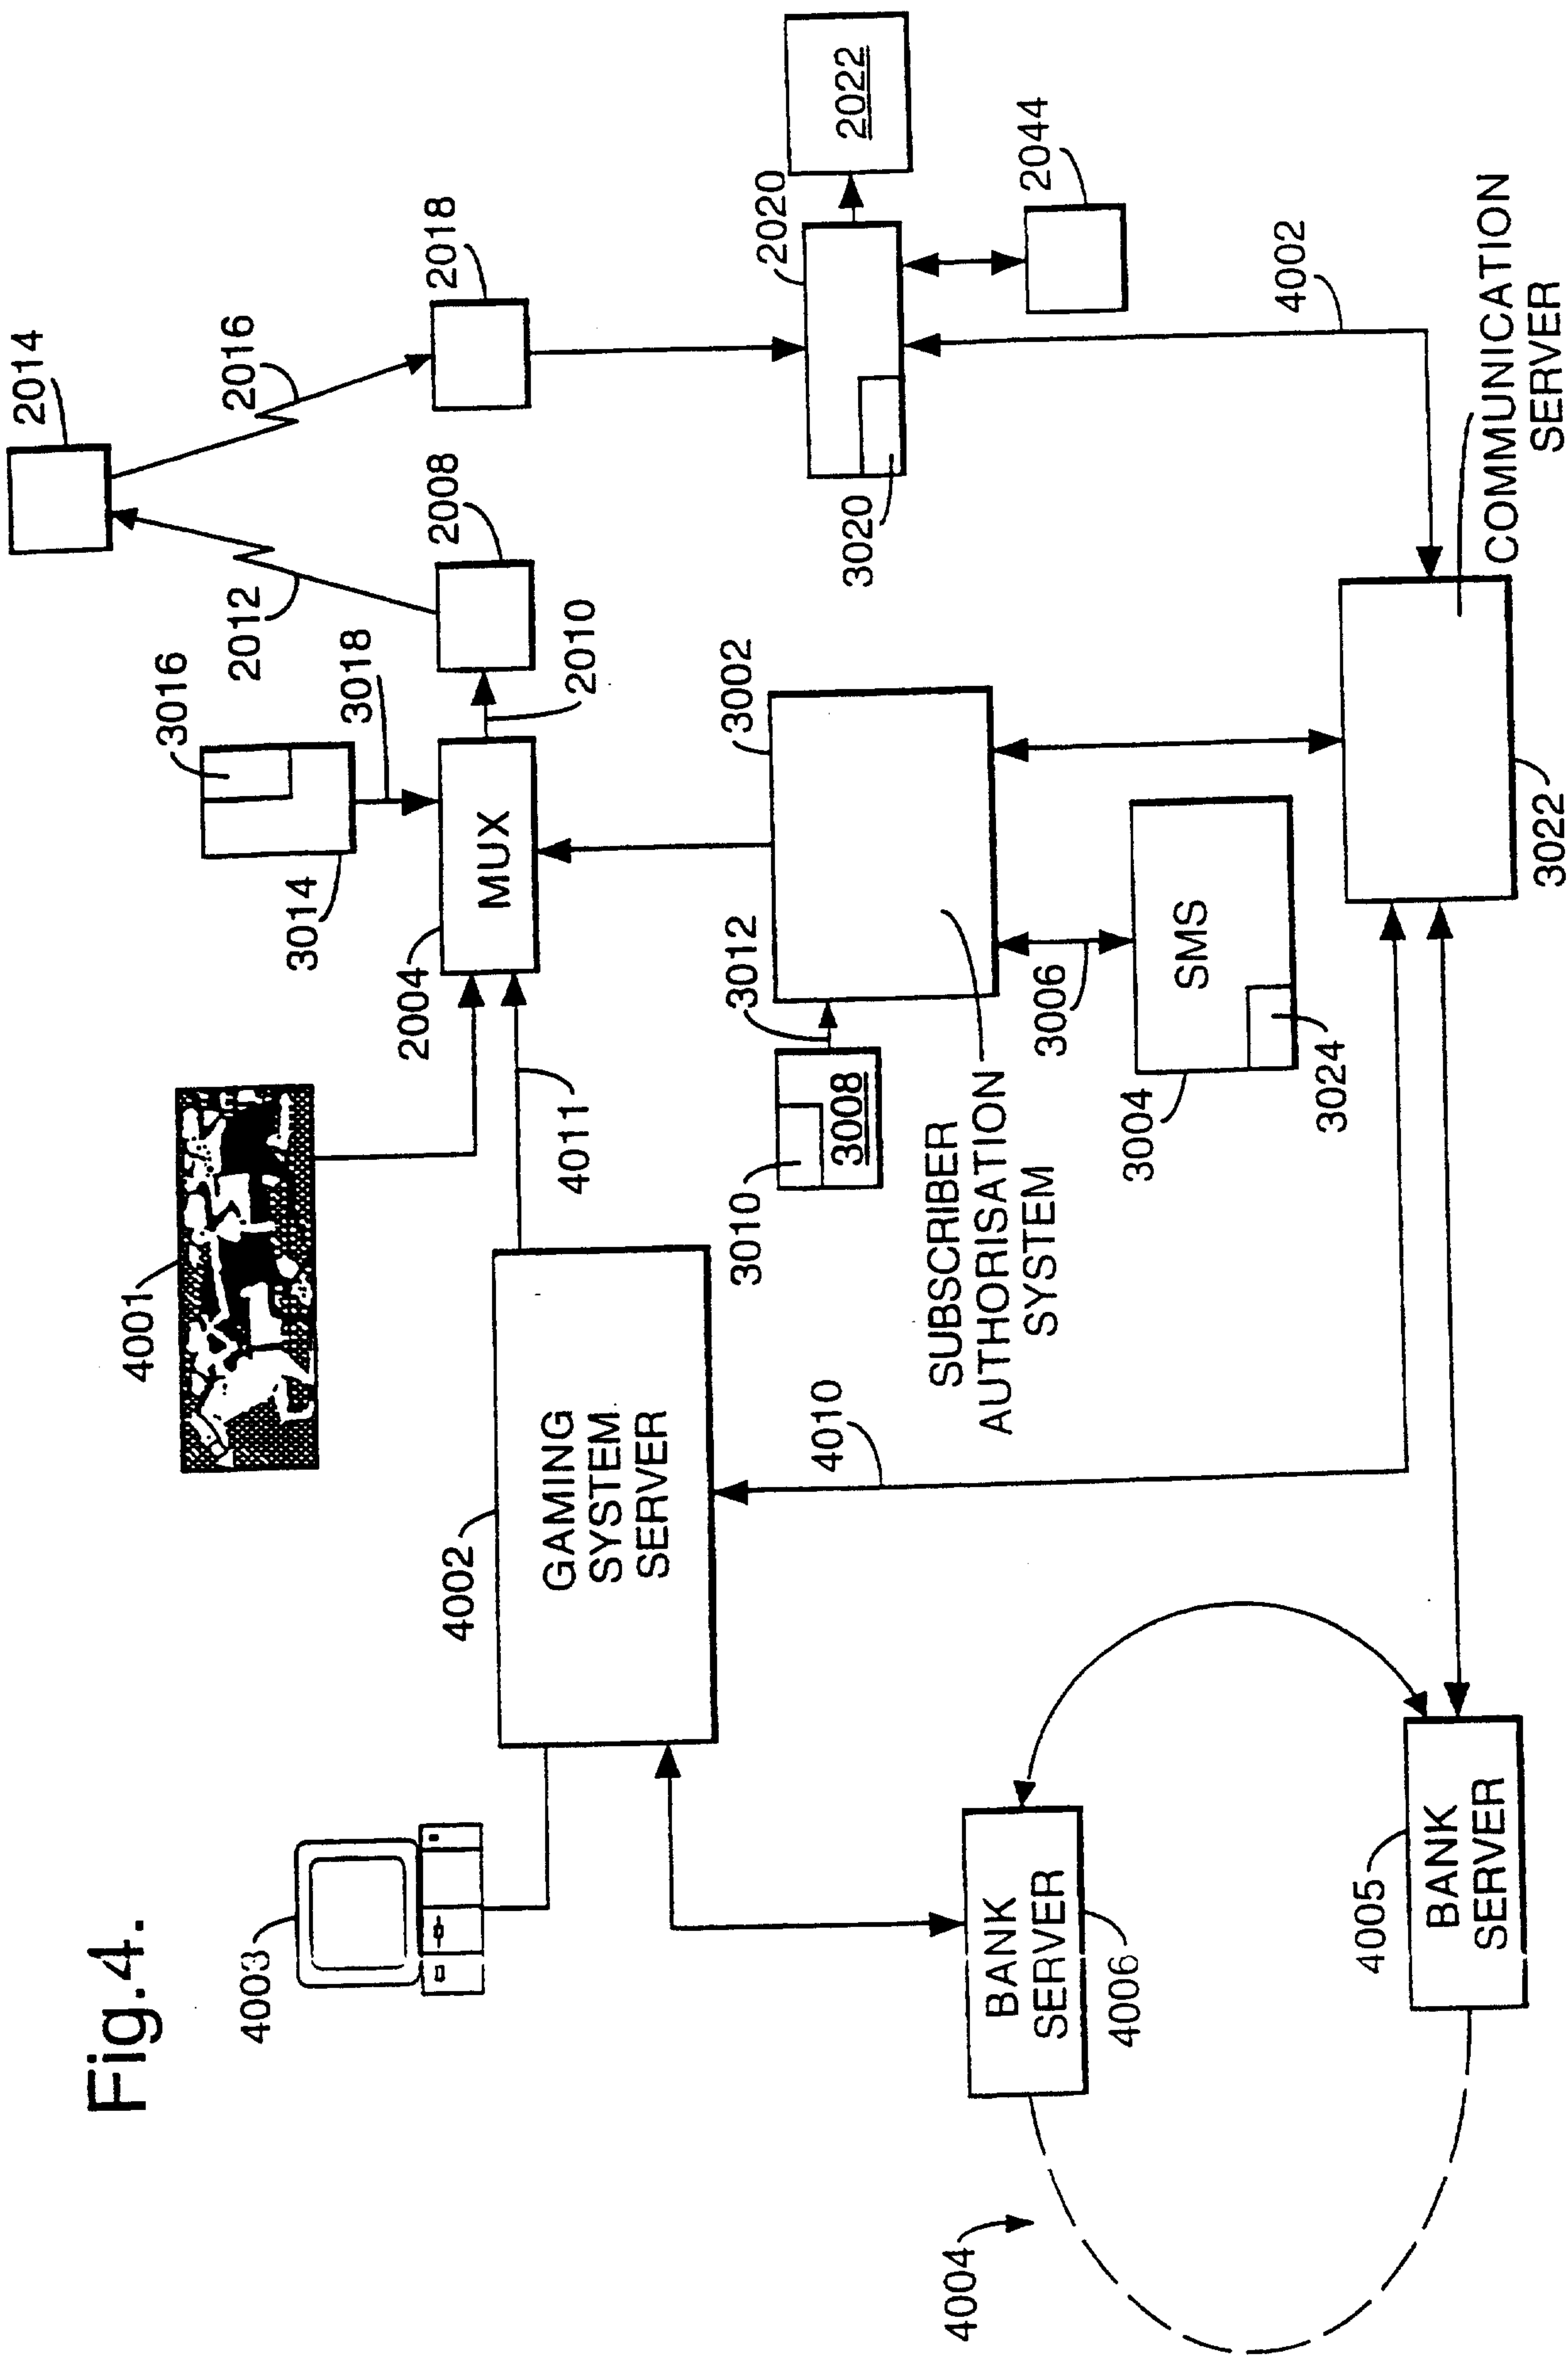 Fig.4.
4003
4001
4002
GAMING
SYSTEM
SERVER
4011
2004
MUX
3014
3016
3018
2010
2008
2012
2014
2016
2018
2020
2022
2044
3020
4002
3002
3012
3010
3008
SUBSCRIBER
AUTHORISATION
SYSTEM
3006
SMS
3004
3024
4010
COMMUNICATION
SERVER
3022
BANK
SERVER
4006
4005
BANK
SERVER
4004